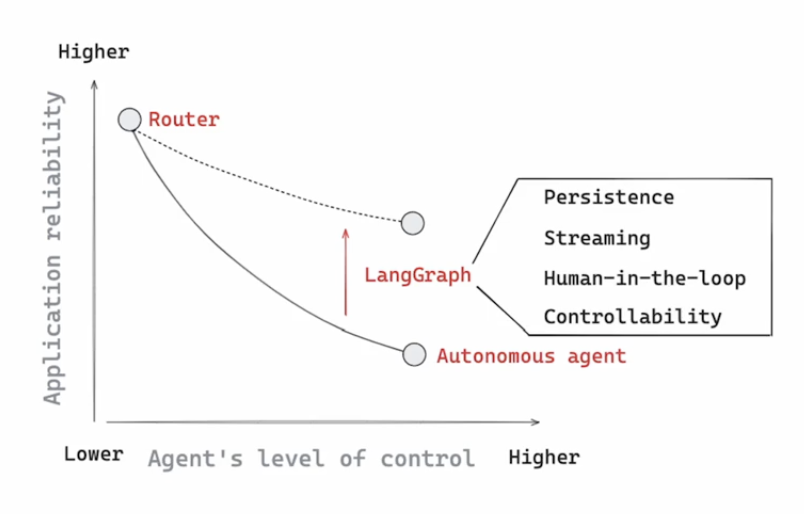 Higher
Application reliability
Router
Persistence
Streaming
LangGraph
Human-in-the-loop
Controllability
Autonomous agent
Lower
Agent's level of control
Higher